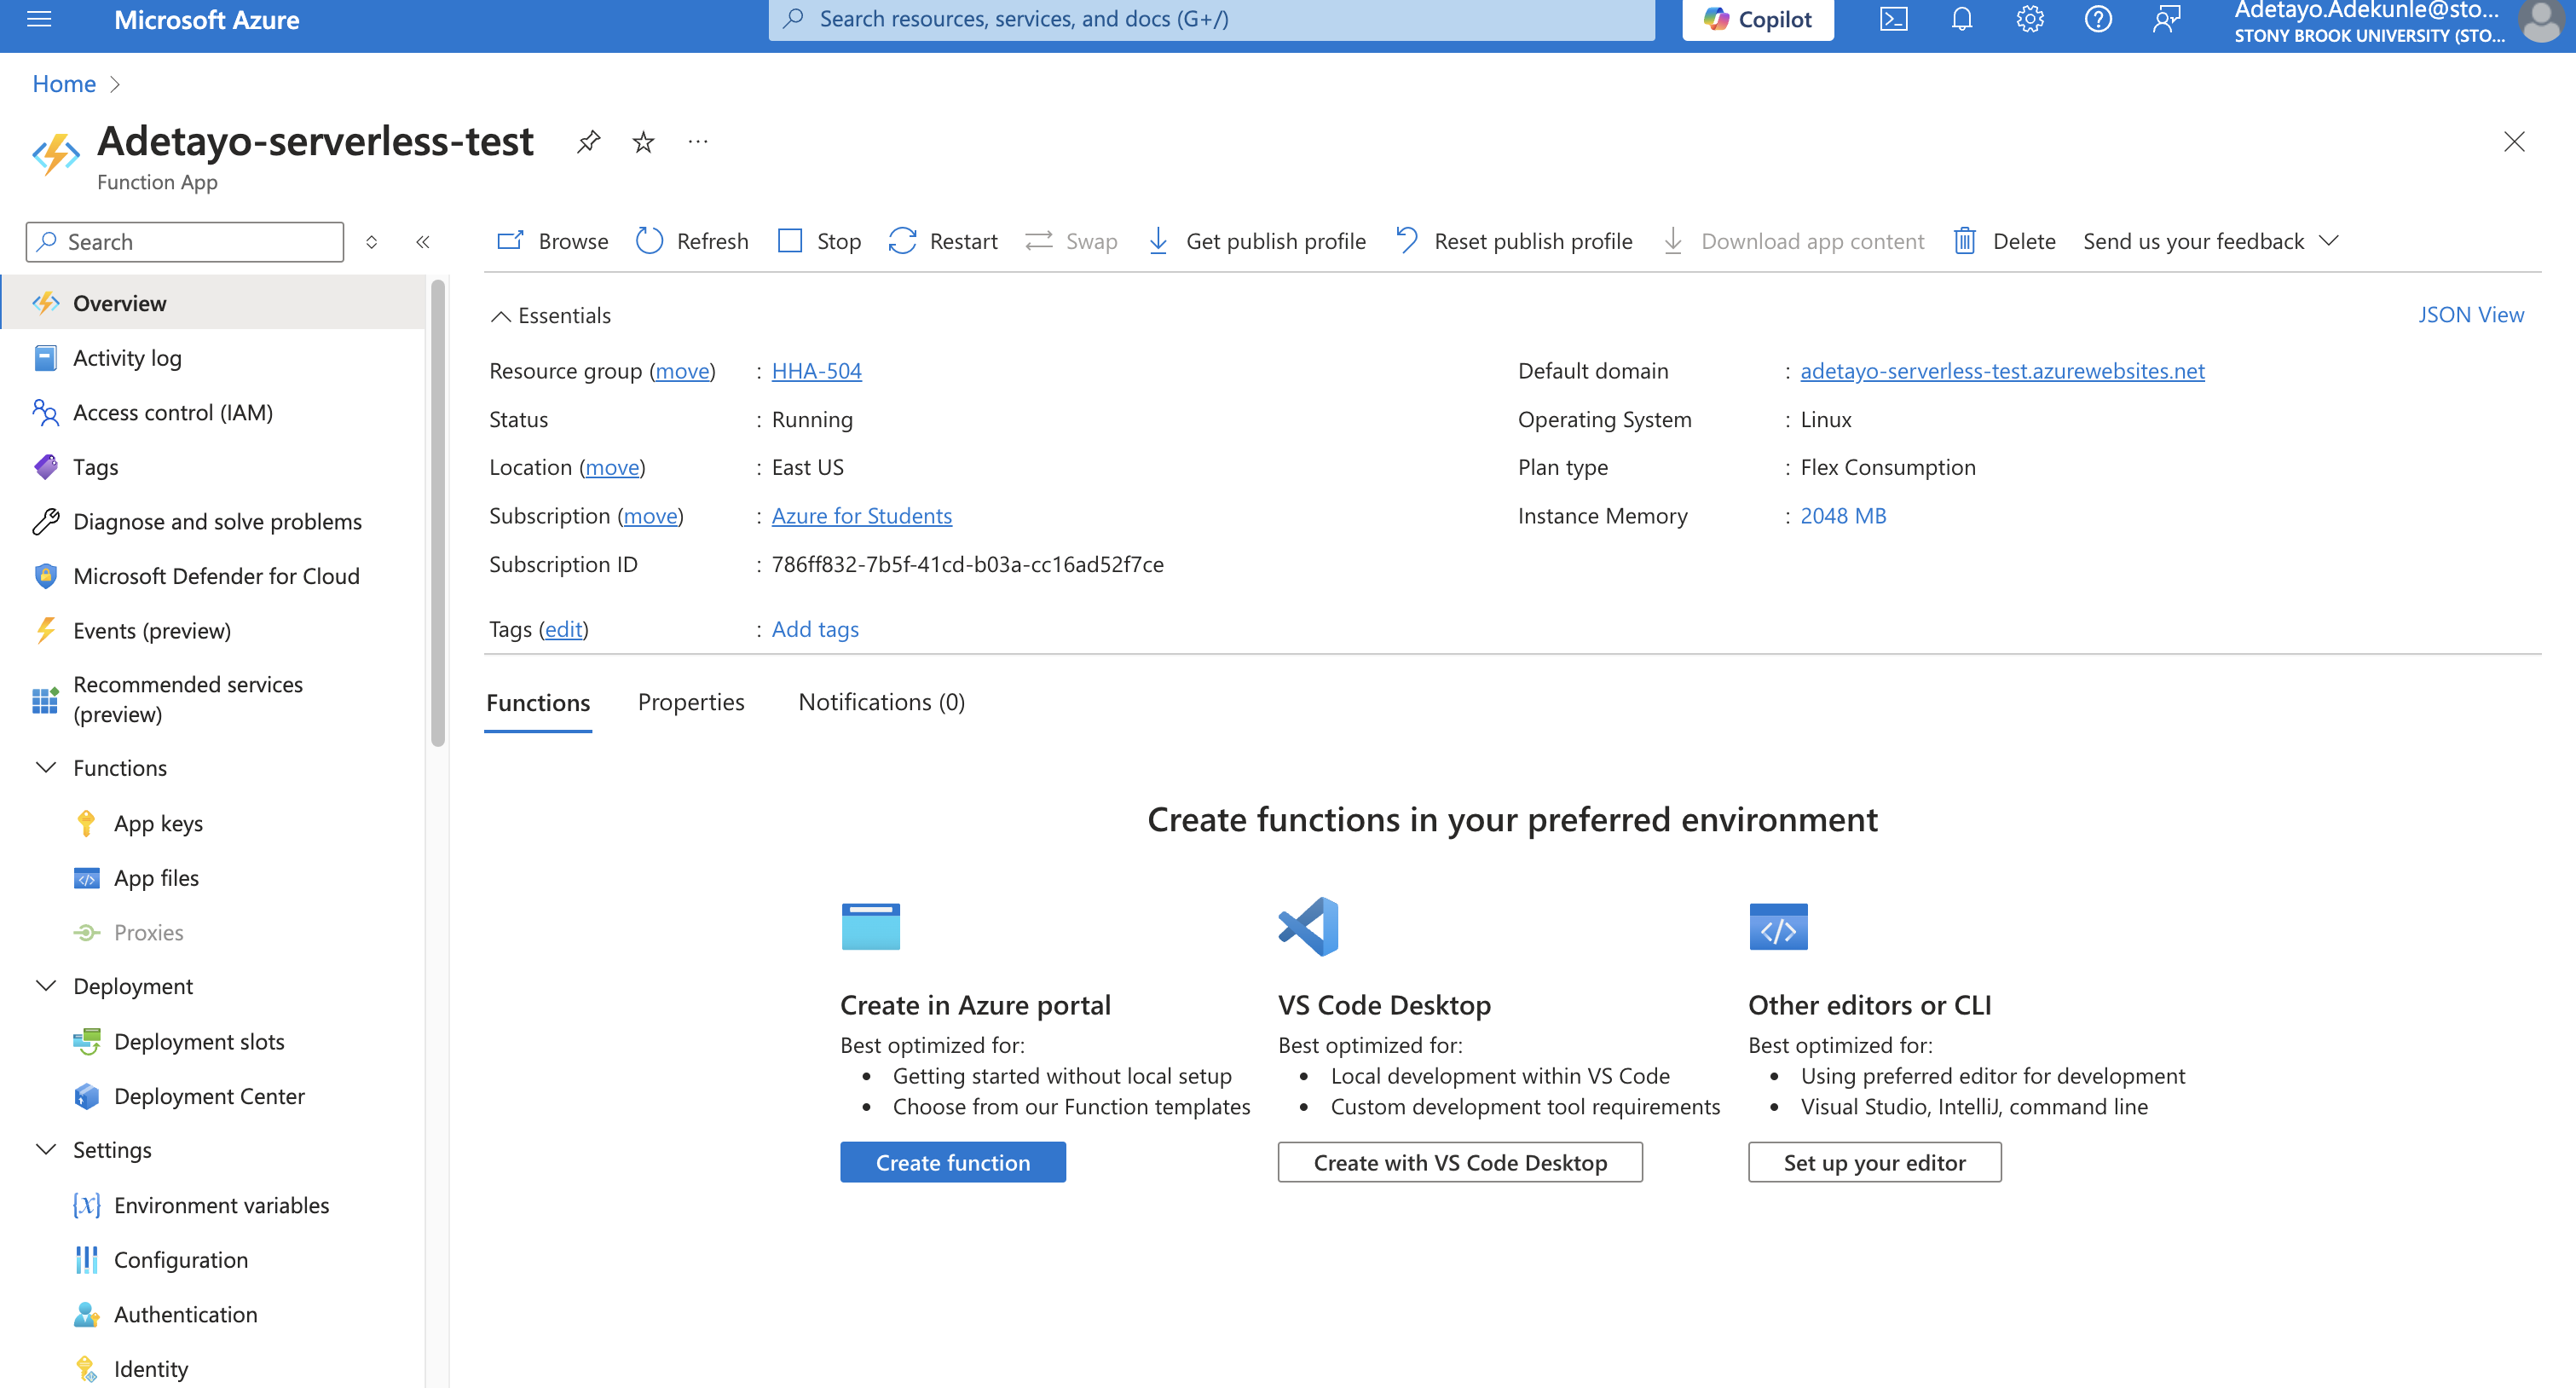 Microsoft Azure
Search resources, services, and docs (G+/)
Copilot
Adetayo.Adekunle@sto...
STONY BROOK UNIVERSITY (STO...
Home
Adetayo-serverless-test
Function App
Search
Browse Refresh Stop Restart Swap Get publish profile Reset publish profile Download app content Delete Send us your feedback
Overview
Activity log
Access control (IAM)
Tags
Diagnose and solve problems
Microsoft Defender for Cloud
Events (preview)
Recommended services
(preview)
Functions
App keys
App files
Proxies
Deployment
Deployment slots
Deployment Center
Settings
Environment variables
Configuration
Authentication
Identity
Essentials
JSON View
Resource group (move) : HHA-504
Status : Running
Location (move) : East US
Subscription (move) : Azure for Students
Subscription ID : 786ff832-7b5f-41cd-b03a-cc16ad52f7ce
Tags (edit) : Add tags
Default domain : adetayo-serverless-test.azurewebsites.net
Operating System : Linux
Plan type : Flex Consumption
Instance Memory : 2048 MB
Functions Properties Notifications (0)
Create functions in your preferred environment
Create in Azure portal
Best optimized for:
• Getting started without local setup
• Choose from our Function templates
Create function
VS Code Desktop
Best optimized for:
• Local development within VS Code
• Custom development tool requirements
Create with VS Code Desktop
Other editors or CLI
Best optimized for:
• Using preferred editor for development
• Visual Studio, IntelliJ, command line
Set up your editor